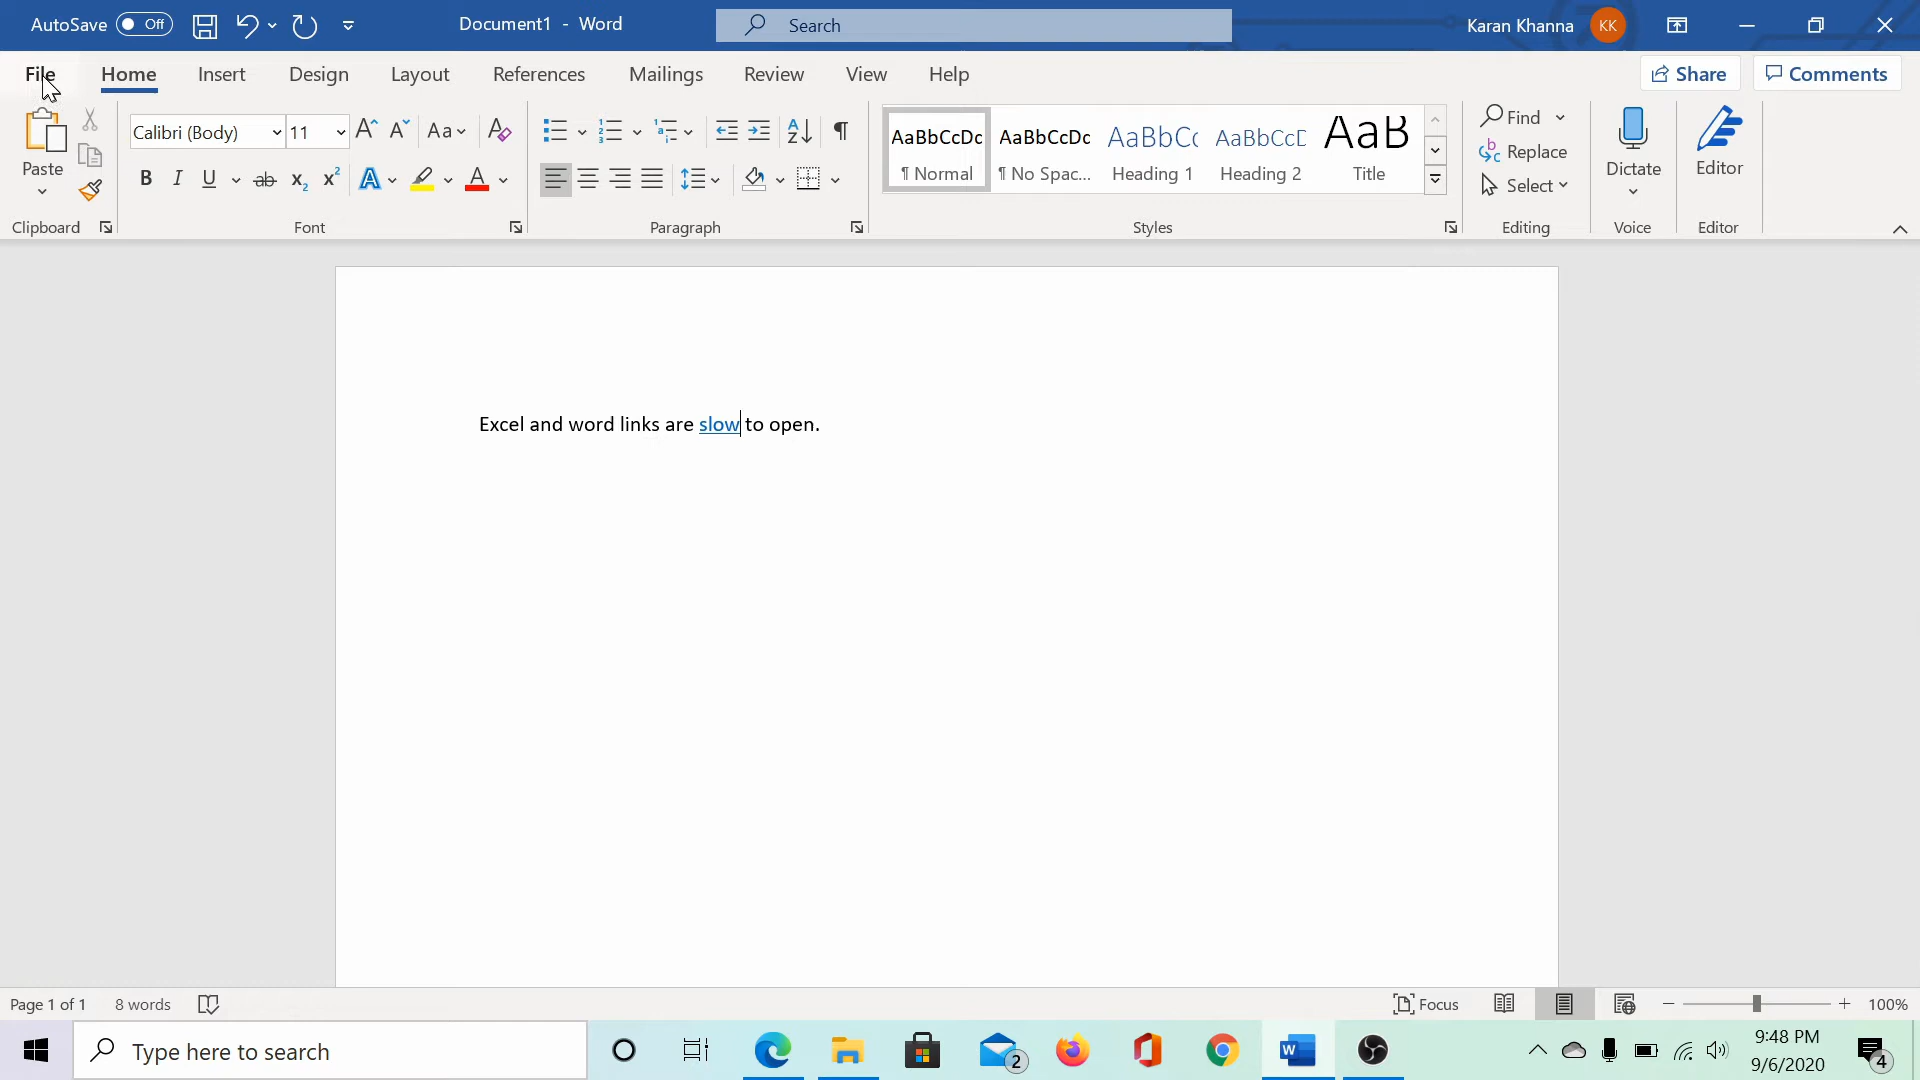 AutoSave Off
Document1 - Word
Search
Karan Khanna KK
File Home Insert Design Layout References Mailings Review View Help
Share Comments
Paste
Clipboard
Calibri (Body) 11
Font
Paragraph
AaBbCcDc AaBbCcDc AaBbCc AaBbCcD AaB
¶ Normal ¶ No Spac... Heading 1 Heading 2 Title
Styles
Find
Replace
Select
Editing
Dictate
Voice
Editor
Editor
Excel and word links are slow to open.
Page 1 of 1 8 words
Focus
100%
Type here to search
2
9:48 PM
9/6/2020
4